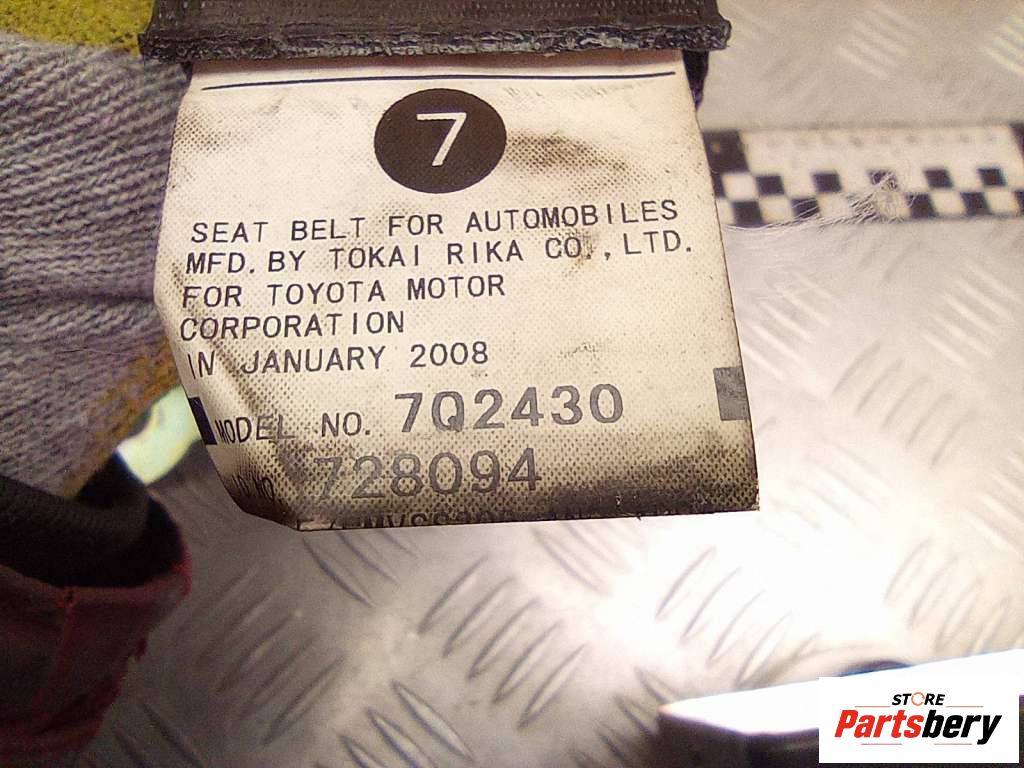 7
SEAT BELT FOR AUTOMOBILES
MFD. BY TOKAI RIKA CO., LTD.
FOR TOYOTA MOTOR
CORPORATION
IN JANUARY 2008
MODEL NO. 7Q2430
728094
STORE
Partsbery